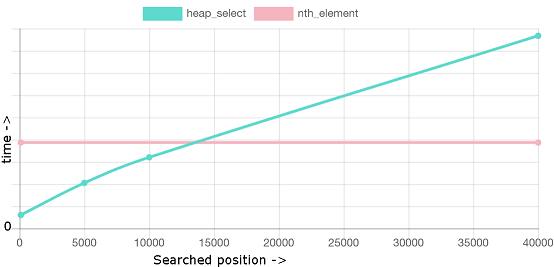 heap_select nth_element
time ->
0
0 5000 10000 15000 20000 25000 30000 35000 40000
Searched position ->